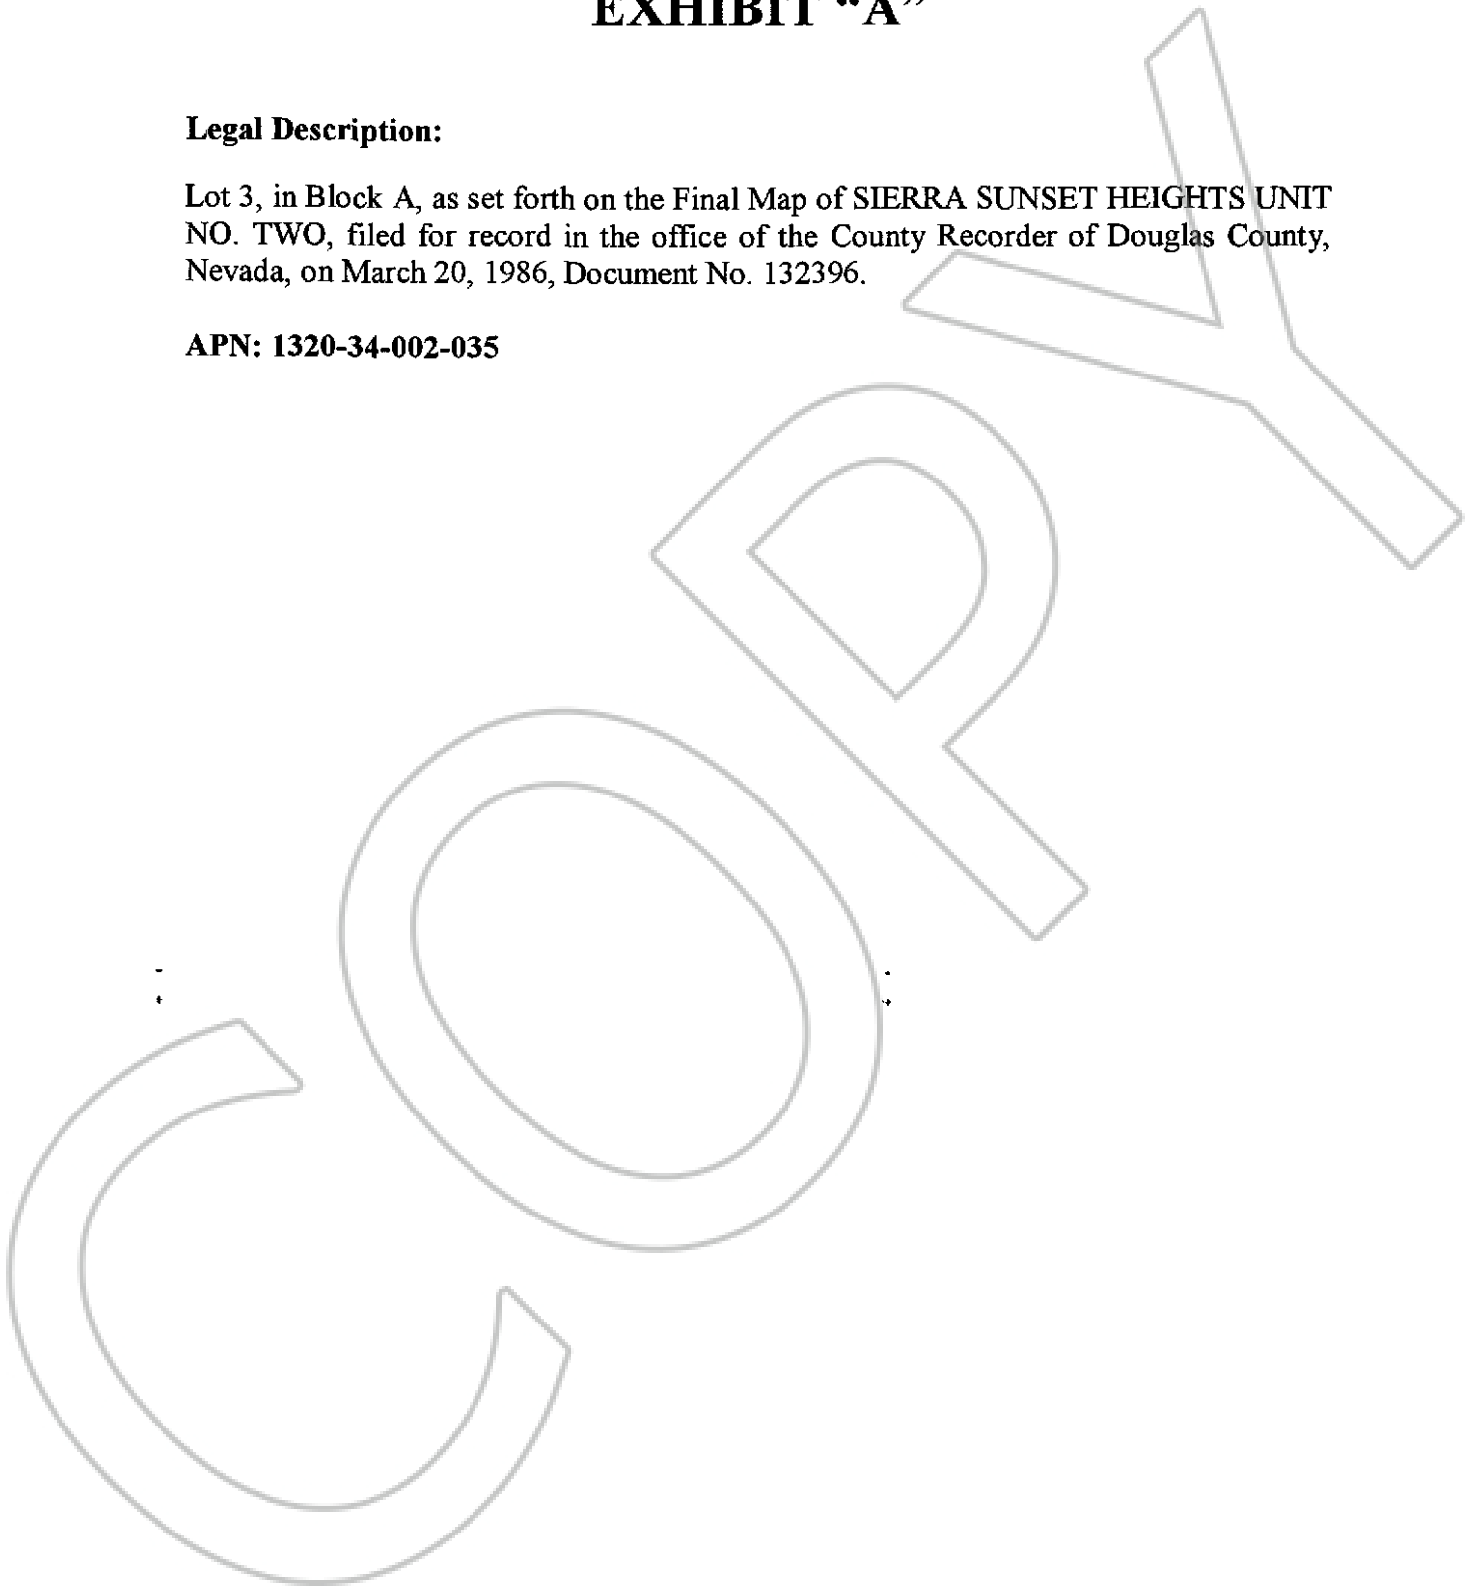 EXHIBIT “A”
Legal Description:
Lot 3, in Block A, as set forth on the Final Map of SIERRA SUNSET HEIGHTS UNIT
NO. TWO, filed for record in the office of the County Recorder of Douglas County,
Nevada, on March 20, 1986, Document No. 132396.
APN: 1320-34-002-035
COPY